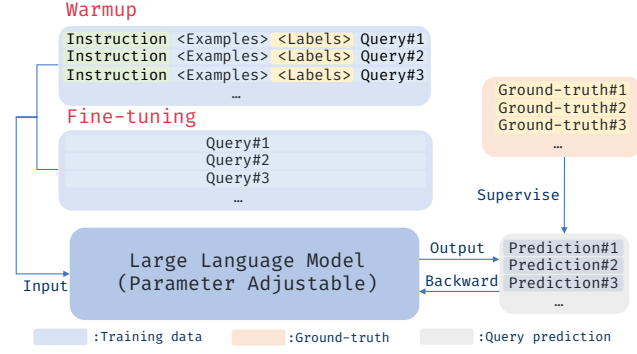 Warmup
Instruction <Examples> <Labels> Query#1
Instruction <Examples> <Labels> Query#2
Instruction <Examples> <Labels> Query#3
…
Fine-tuning
Query#1
Query#2
Query#3
…
Ground-truth#1
Ground-truth#2
Ground-truth#3
…
Supervise
Large Language Model
(Parameter Adjustable)
Input
Output
Backward
Prediction#1
Prediction#2
Prediction#3
…
:Training data
:Ground-truth
:Query prediction